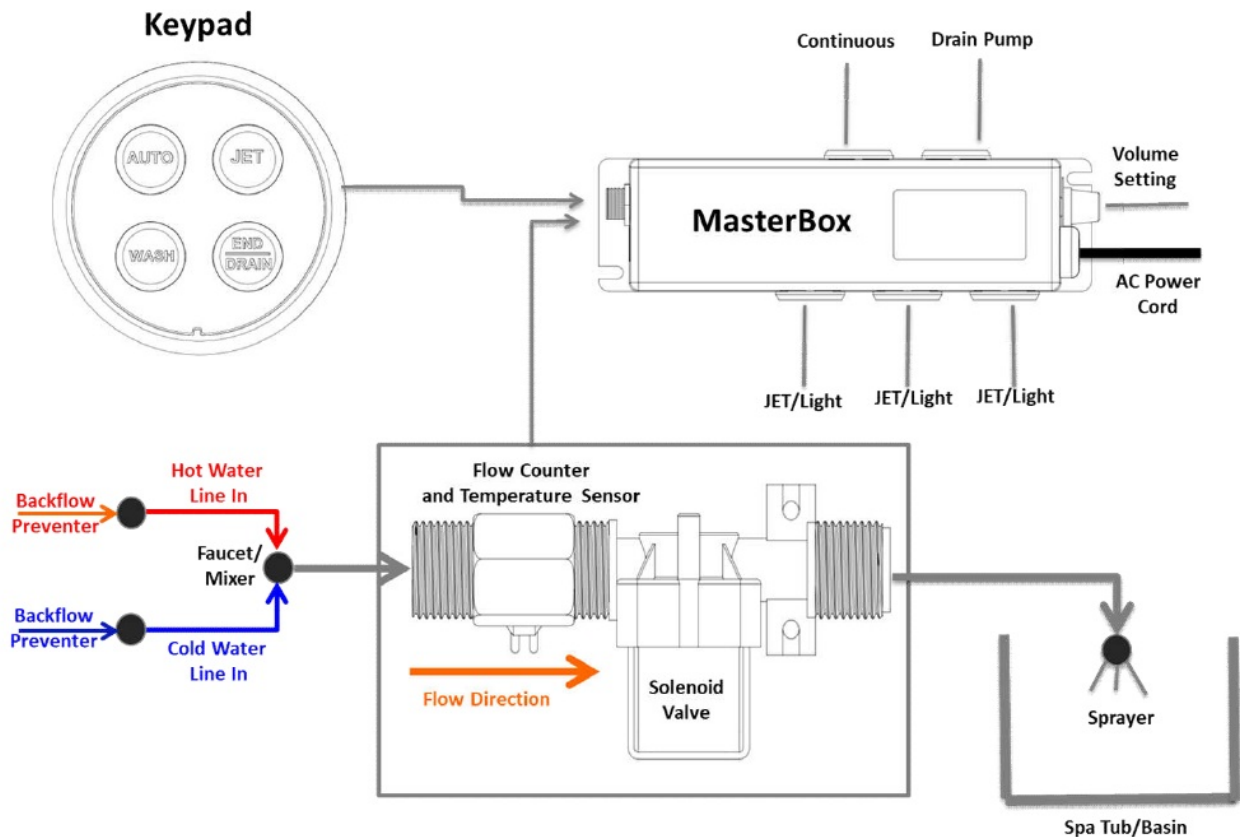 Keypad
AUTO
JET
WASH
END
DRAIN
Continuous
Drain Pump
MasterBox
Volume
Setting
AC Power
Cord
JET/Light
JET/Light
JET/Light
Flow Counter
and Temperature Sensor
Hot Water
Line In
Backflow
Preventer
Faucet/
Mixer
Backflow
Preventer
Cold Water
Line In
Flow Direction
Solenoid
Valve
Sprayer
Spa Tub/Basin